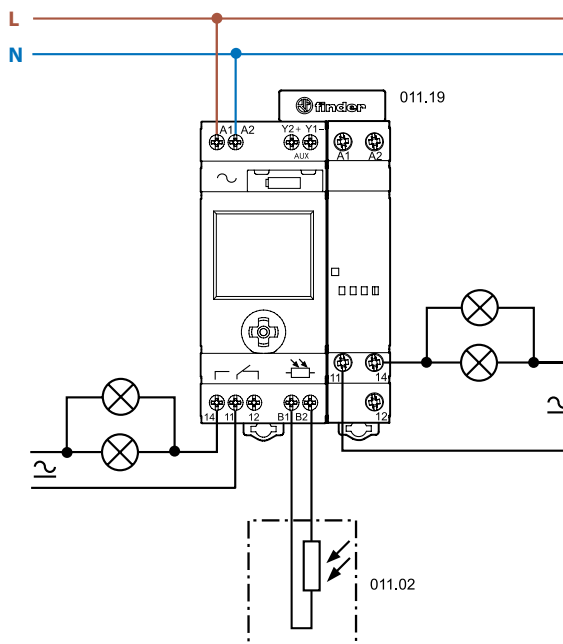 L
N
finder
011.19
A1 A2 Y2+ Y1-
AUX
A1 A2
11 14
12
14 11 12 B1 B2
011.02